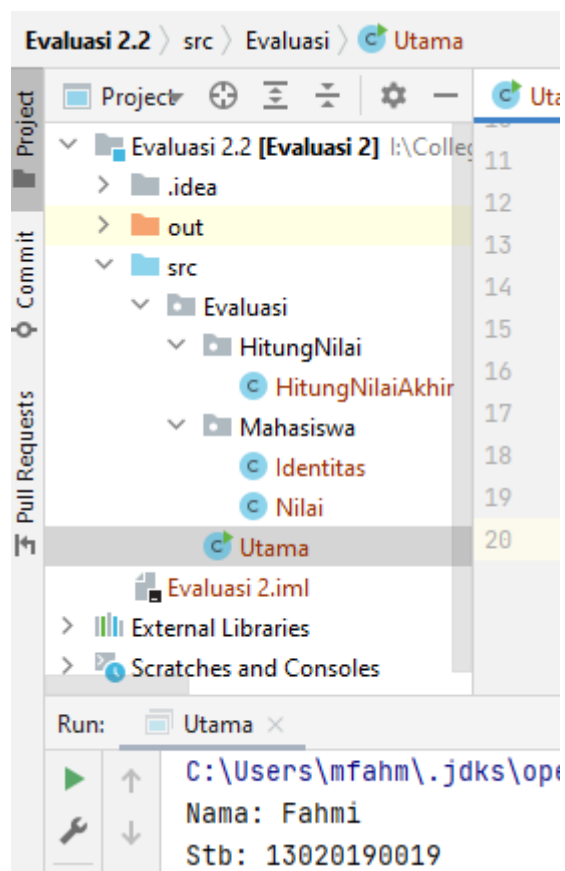 Evaluasi 2.2 〉 src 〉 Evaluasi 〉 Utama
Project
Commit
Pull Requests
Project
Evaluasi 2.2 [Evaluasi 2] I:\Colleg
.idea
out
src
Evaluasi
HitungNilai
HitungNilaiAkhir
Mahasiswa
Identitas
Nilai
Utama
Evaluasi 2.iml
External Libraries
Scratches and Consoles
Uta
11
12
13
14
15
16
17
18
19
20
Run: Utama
C:\Users\mfahm\.jdks\ope
Nama: Fahmi
Stb: 13020190019